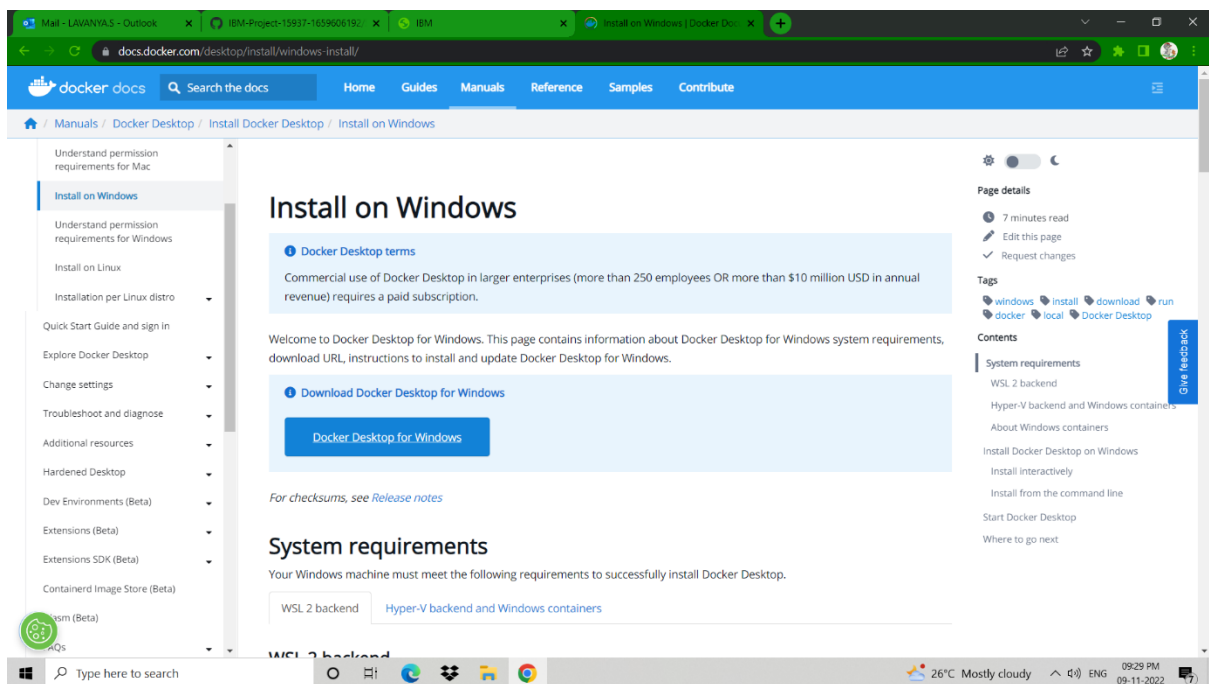 Mail - LAVANYA.S - Outlook
IBM-Project-15937-1659606192/
IBM
Install on Windows | Docker Doc
docs.docker.com/desktop/install/windows-install/
docker docs
Search the docs
Home Guides Manuals Reference Samples Contribute
/ Manuals / Docker Desktop / Install Docker Desktop / Install on Windows
Understand permission
requirements for Mac
Install on Windows
Understand permission
requirements for Windows
Install on Linux
Installation per Linux distro
Quick Start Guide and sign in
Explore Docker Desktop
Change settings
Troubleshoot and diagnose
Additional resources
Hardened Desktop
Dev Environments (Beta)
Extensions (Beta)
Extensions SDK (Beta)
Containerd Image Store (Beta)
(Beta)
Install on Windows
Docker Desktop terms
Commercial use of Docker Desktop in larger enterprises (more than 250 employees OR more than $10 million USD in annual
revenue) requires a paid subscription.
Welcome to Docker Desktop for Windows. This page contains information about Docker Desktop for Windows system requirements,
download URL, instructions to install and update Docker Desktop for Windows.
Download Docker Desktop for Windows
Docker Desktop for Windows
For checksums, see Release notes
System requirements
Your Windows machine must meet the following requirements to successfully install Docker Desktop.
WSL 2 backend Hyper-V backend and Windows containers
WSL 2 backend
Page details
7 minutes read
Edit this page
Request changes
Tags
windows install download run
docker local Docker Desktop
Contents
System requirements
WSL 2 backend
Hyper-V backend and Windows containers
About Windows containers
Install Docker Desktop on Windows
Install interactively
Install from the command line
Start Docker Desktop
Where to go next
Give feedback
Type here to search
26°C Mostly cloudy
ENG
09:29 PM
09-11-2022
7